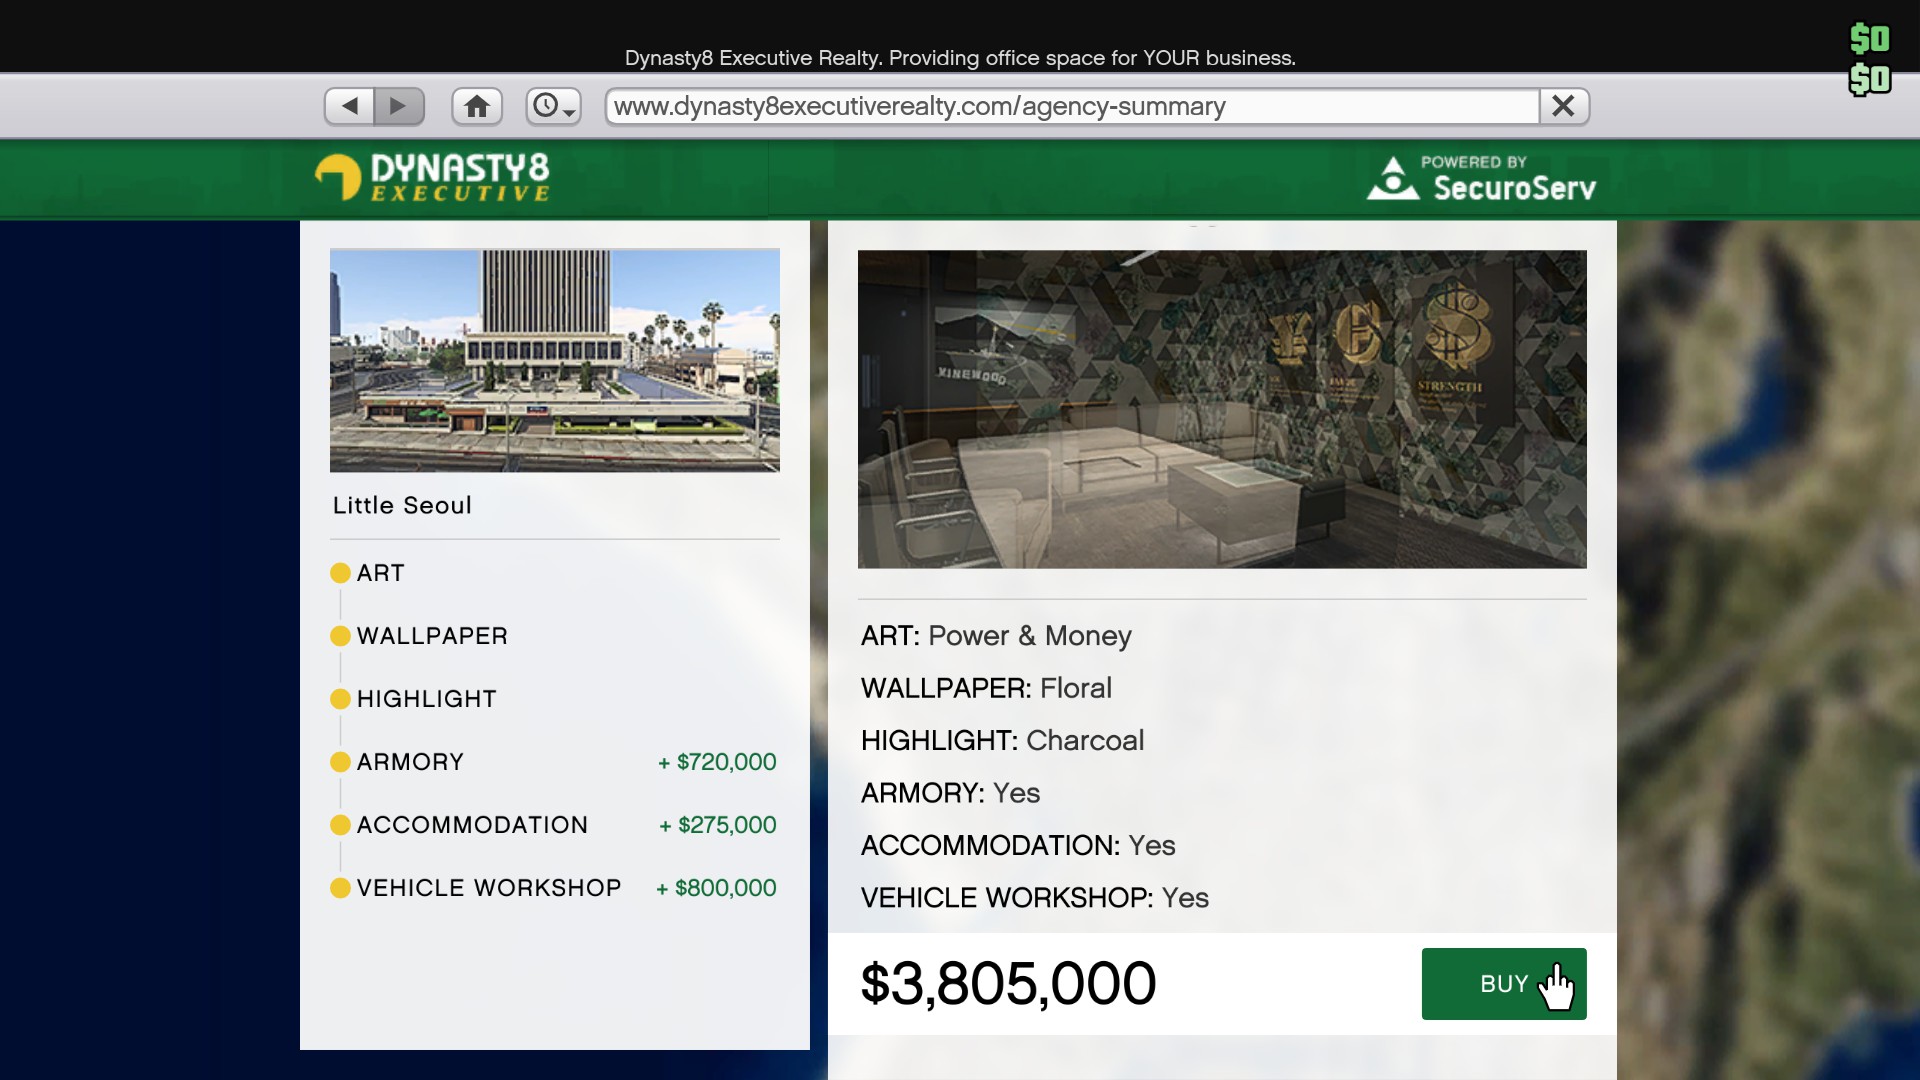 $0
$0
Dynasty8 Executive Realty. Providing office space for YOUR business.
www.dynasty8executiverealty.com/agency-summary
DYNASTY8
EXECUTIVE
POWERED BY
SecuroServ
Little Seoul
ART
WALLPAPER
HIGHLIGHT
ARMORY + $720,000
ACCOMMODATION + $275,000
VEHICLE WORKSHOP + $800,000
VINEWOOD
¥ € $
STRENGTH
ART: Power & Money
WALLPAPER: Floral
HIGHLIGHT: Charcoal
ARMORY: Yes
ACCOMMODATION: Yes
VEHICLE WORKSHOP: Yes
$3,805,000
BUY